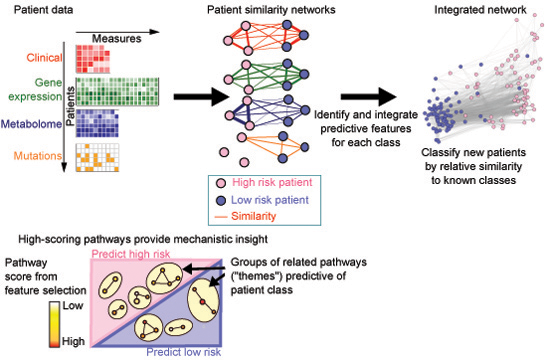 Patient data
Measures
Patients
Clinical
Gene
expression
Metabolome
Mutations
Patient similarity networks
Identify and integrate
predictive features
for each class
High risk patient
Low risk patient
Similarity
Integrated network
Classify new patients
by relative similarity
to known classes
High-scoring pathways provide mechanistic insight
Pathway
score from
feature selection
Low
High
Predict high risk
Predict low risk
Groups of related pathways
("themes") predictive of
patient class